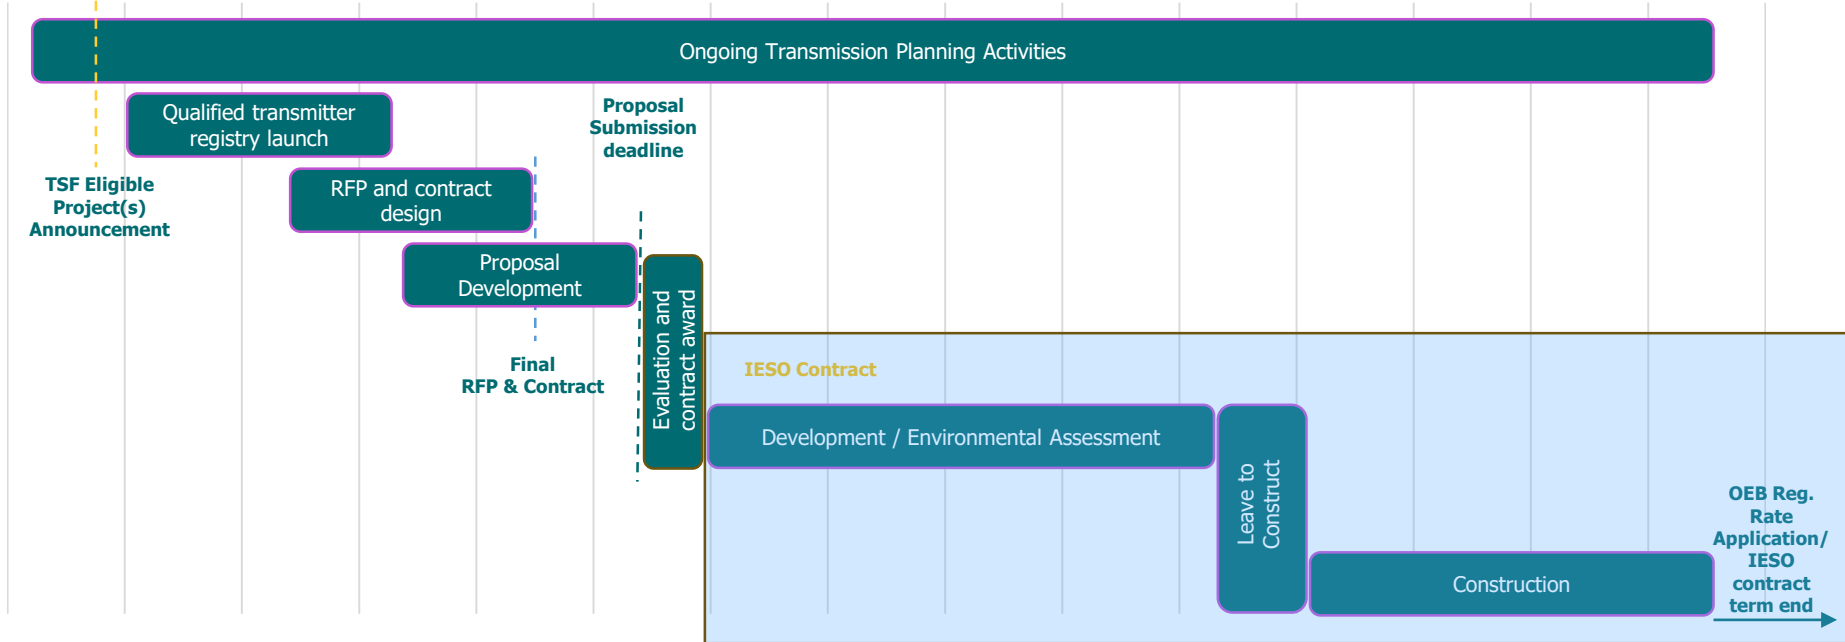 Ongoing Transmission Planning Activities
Qualified transmitter
registry launch
Proposal
Submission
deadline
TSF Eligible
Project(s)
Announcement
RFP and contract
design
Proposal
Development
Final
RFP & Contract
Evaluation and
contract award
IESO Contract
Development / Environmental Assessment
Leave to
Construct
Construction
OEB Reg.
Rate
Application/
IESO
contract
term end